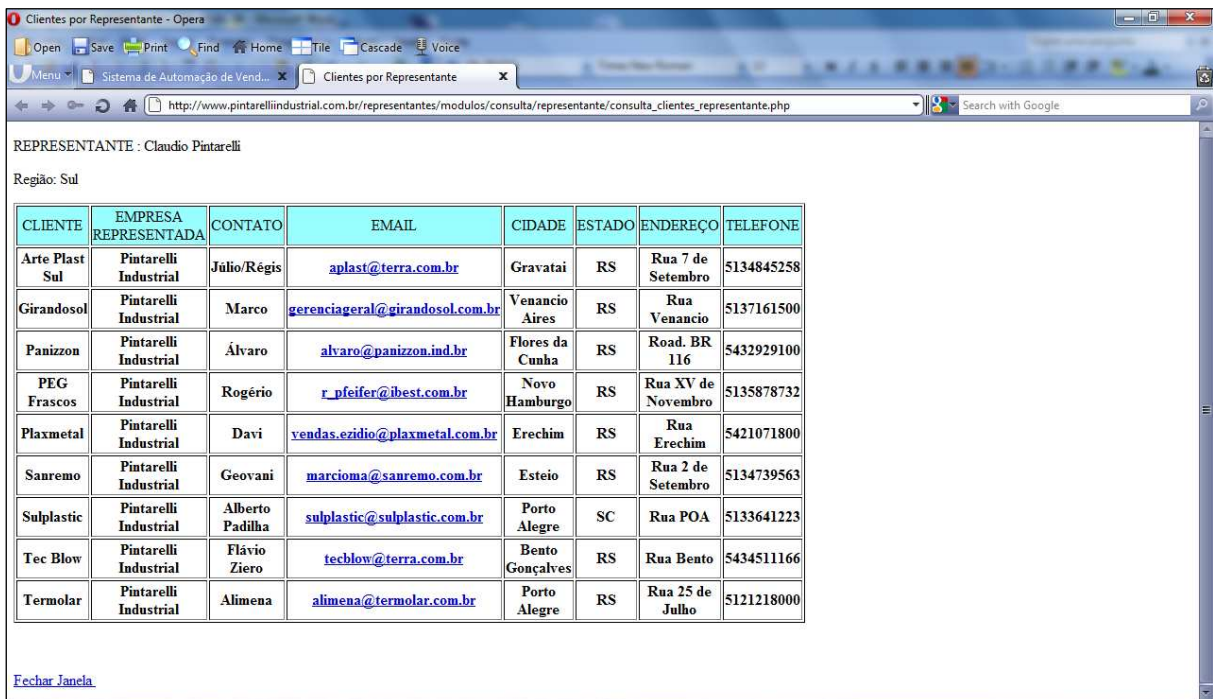 Clientes por Representante - Opera
Open Save Print Find Home Tile Cascade Voice
Menu Sistema de Automação de Vend... X Clientes por Representante X
http://www.pintarelliindustrial.com.br/representantes/modulos/consulta/representante/consulta_clientes_representante.php Search with Google
REPRESENTANTE : Claudio Pintarelli
Região: Sul
CLIENTE EMPRESA REPRESENTADA CONTATO EMAIL CIDADE ESTADO ENDEREÇO TELEFONE
Arte Plast Sul Pintarelli Industrial Júlio/Régis aplast@terra.com.br Gravatai RS Rua 7 de Setembro 5134845258
Girandosol Pintarelli Industrial Marco gerenciageral@girandosol.com.br Venancio Aires RS Rua Venancio 5137161500
Panizzon Pintarelli Industrial Álvaro alvaro@panizzon.ind.br Flores da Cunha RS Road. BR 116 5432929100
PEG Frascos Pintarelli Industrial Rogério r_pfeifer@ibest.com.br Novo Hamburgo RS Rua XV de Novembro 5135878732
Plaxmetal Pintarelli Industrial Davi vendas.ezidio@plaxmetal.com.br Erechim RS Rua Erechim 5421071800
Sanremo Pintarelli Industrial Geovani marcioma@sanremo.com.br Esteio RS Rua 2 de Setembro 5134739563
Sulplastic Pintarelli Industrial Alberto Padilha sulplastic@sulplastic.com.br Porto Alegre SC Rua POA 5133641223
Tec Blow Pintarelli Industrial Flávio Ziero tecblow@terra.com.br Bento Gonçalves RS Rua Bento 5434511166
Termolar Pintarelli Industrial Alimena alimena@termolar.com.br Porto Alegre RS Rua 25 de Julho 5121218000
Fechar Janela